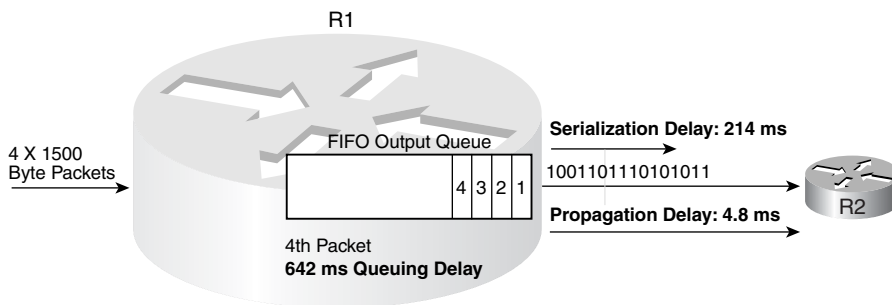 R1
4 X 1500
Byte Packets
FIFO Output Queue
4 3 2 1
4th Packet
642 ms Queuing Delay
Serialization Delay: 214 ms
1001101110101011
Propagation Delay: 4.8 ms
R2